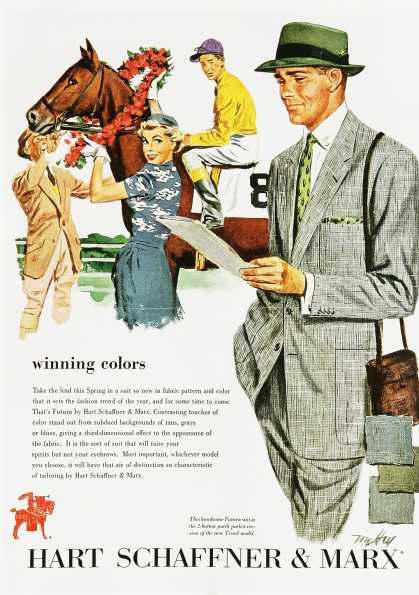 8
winning colors
Take the lead this Spring in a suit so new in fabric pattern and color
that it sets the fashion trend of the year, and for some time to come.
That's Futura by Hart Schaffner & Marx. Contrasting touches of
color stand out from subdued backgrounds of tans, grays
or blues, giving a third-dimensional effect to the appearance of
the fabric. It is the sort of suit that will raise your
spirits but not your eyebrows. Most important, whichever model
you choose, it will have that air of distinction so characteristic
of tailoring by Hart Schaffner & Marx.
This handsome Futura suit is
the 2-button patch pocket ver-
sion of the new Trend model.
HART SCHAFFNER & MARX®